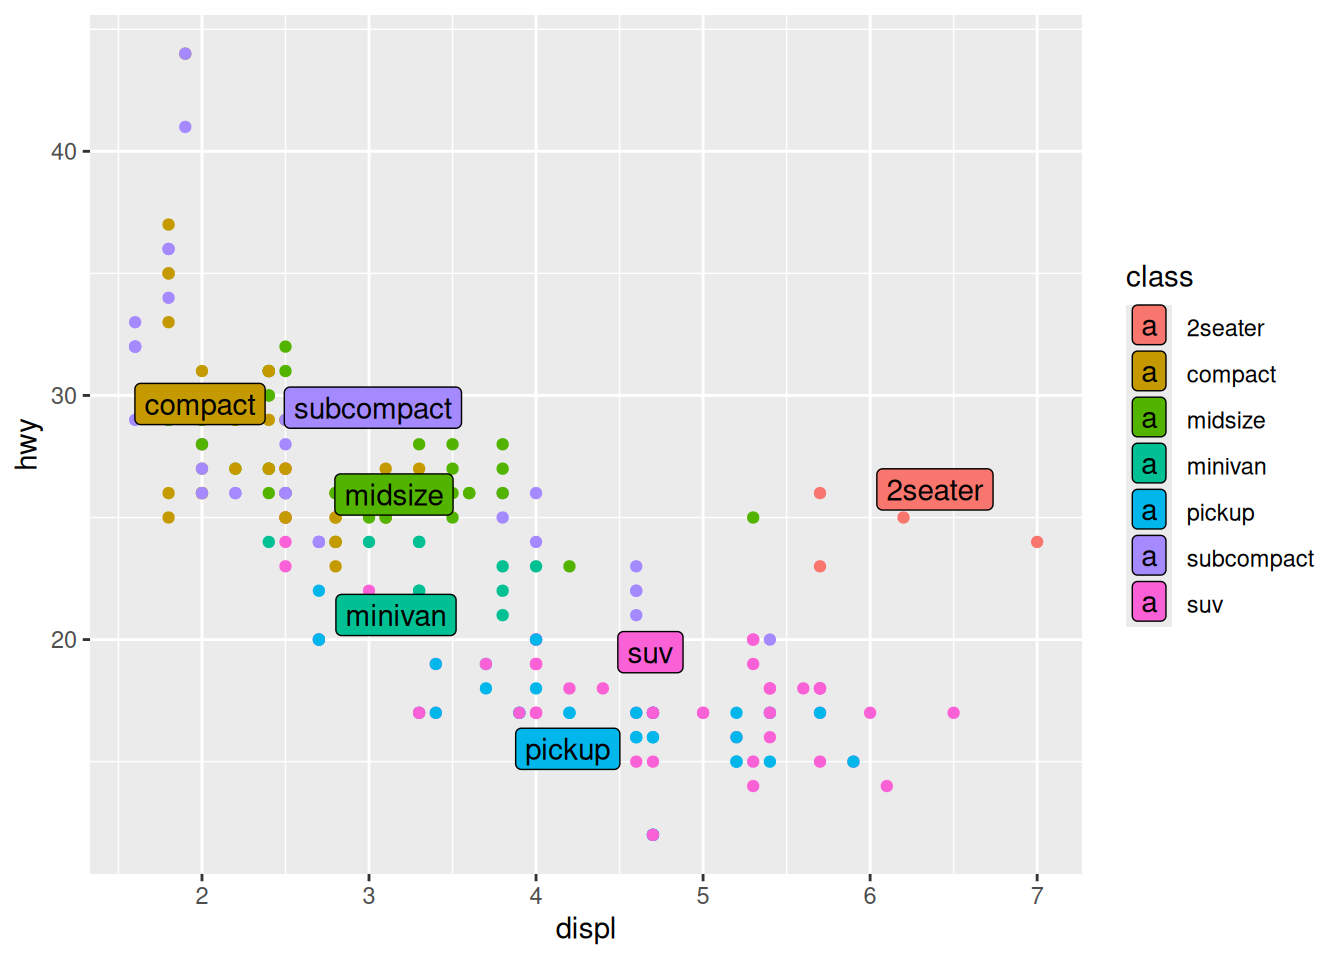 40
30
20
hwy
compact
subcompact
midsize
2seater
minivan
suv
pickup
2 3 4 5 6 7
displ
class
a 2seater
a compact
a midsize
a minivan
a pickup
a subcompact
a suv